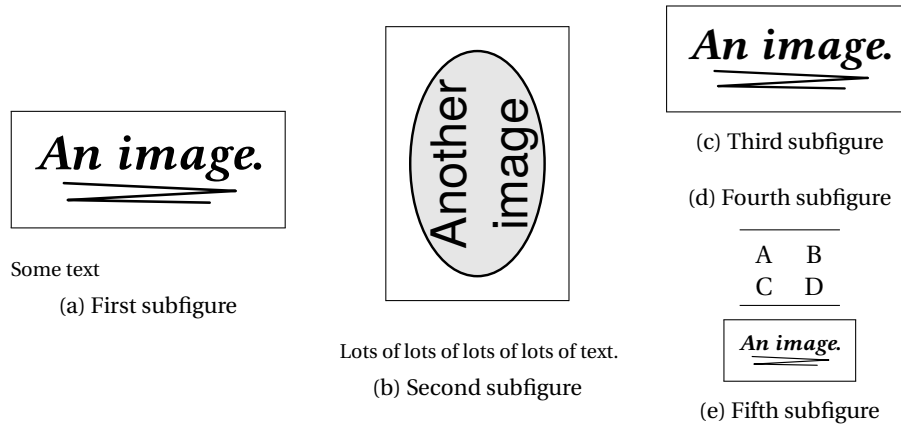 An image.
Some text
(a) First subfigure
Another
image
Lots of lots of lots of lots of text.
(b) Second subfigure
An image.
(c) Third subfigure
(d) Fourth subfigure
A B
C D
An image.
(e) Fifth subfigure